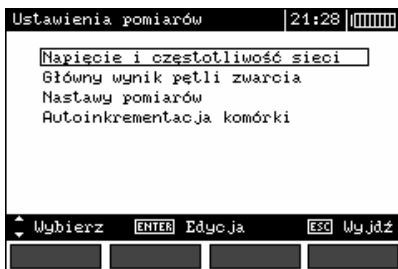 Ustawienia pomiarów 21:28
Napięcie i częstotliwość sieci
Główny wynik pętli zwarcia
Nastawy pomiarów
Autoinkrementacja komórki
Wybierz ENTER Edycja ESC Wyjdź